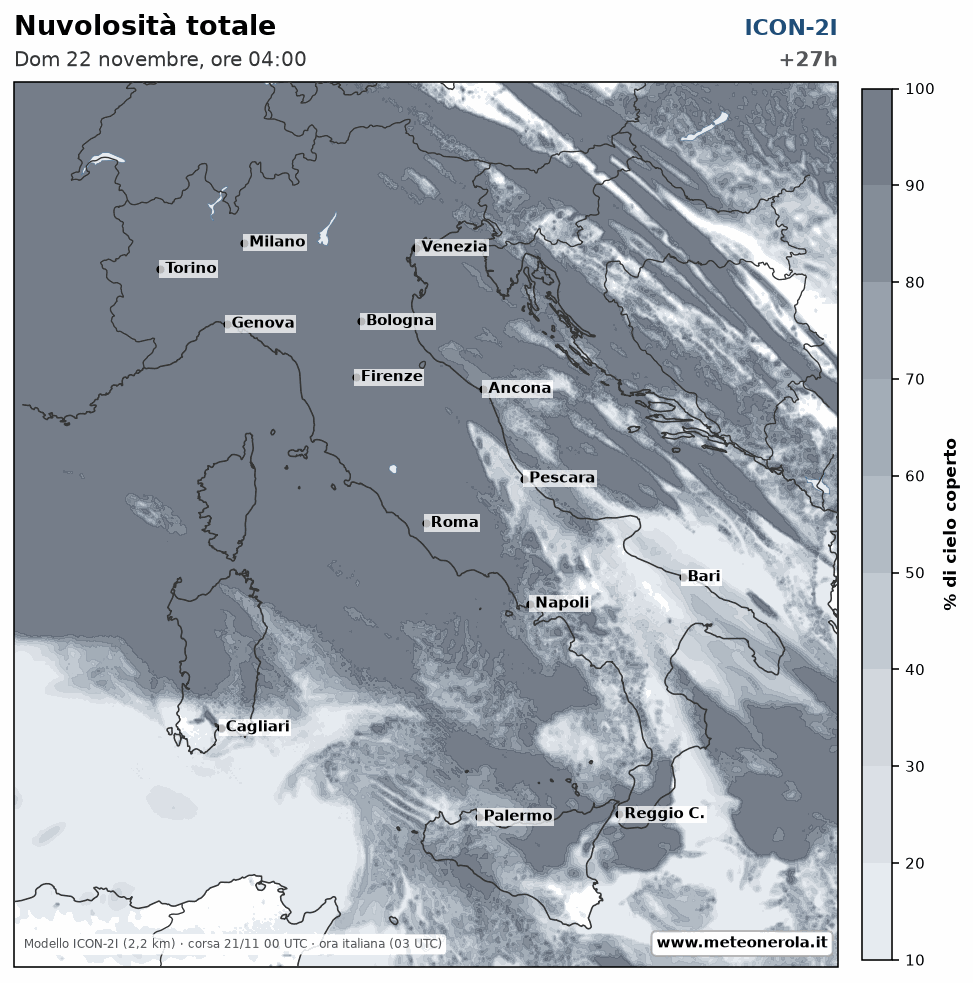 Nuvolosità totale
ICON-2I
Dom 22 novembre, ore 04:00
+27h
100
90
80
70
60
50
40
30
20
10
% di cielo coperto
Milano
Venezia
Torino
Genova
Bologna
Firenze
Ancona
Pescara
Roma
Bari
Napoli
Cagliari
Palermo
Reggio C.
Modello ICON-2I (2,2 km) · corsa 21/11 00 UTC · ora italiana (03 UTC)
www.meteonerola.it